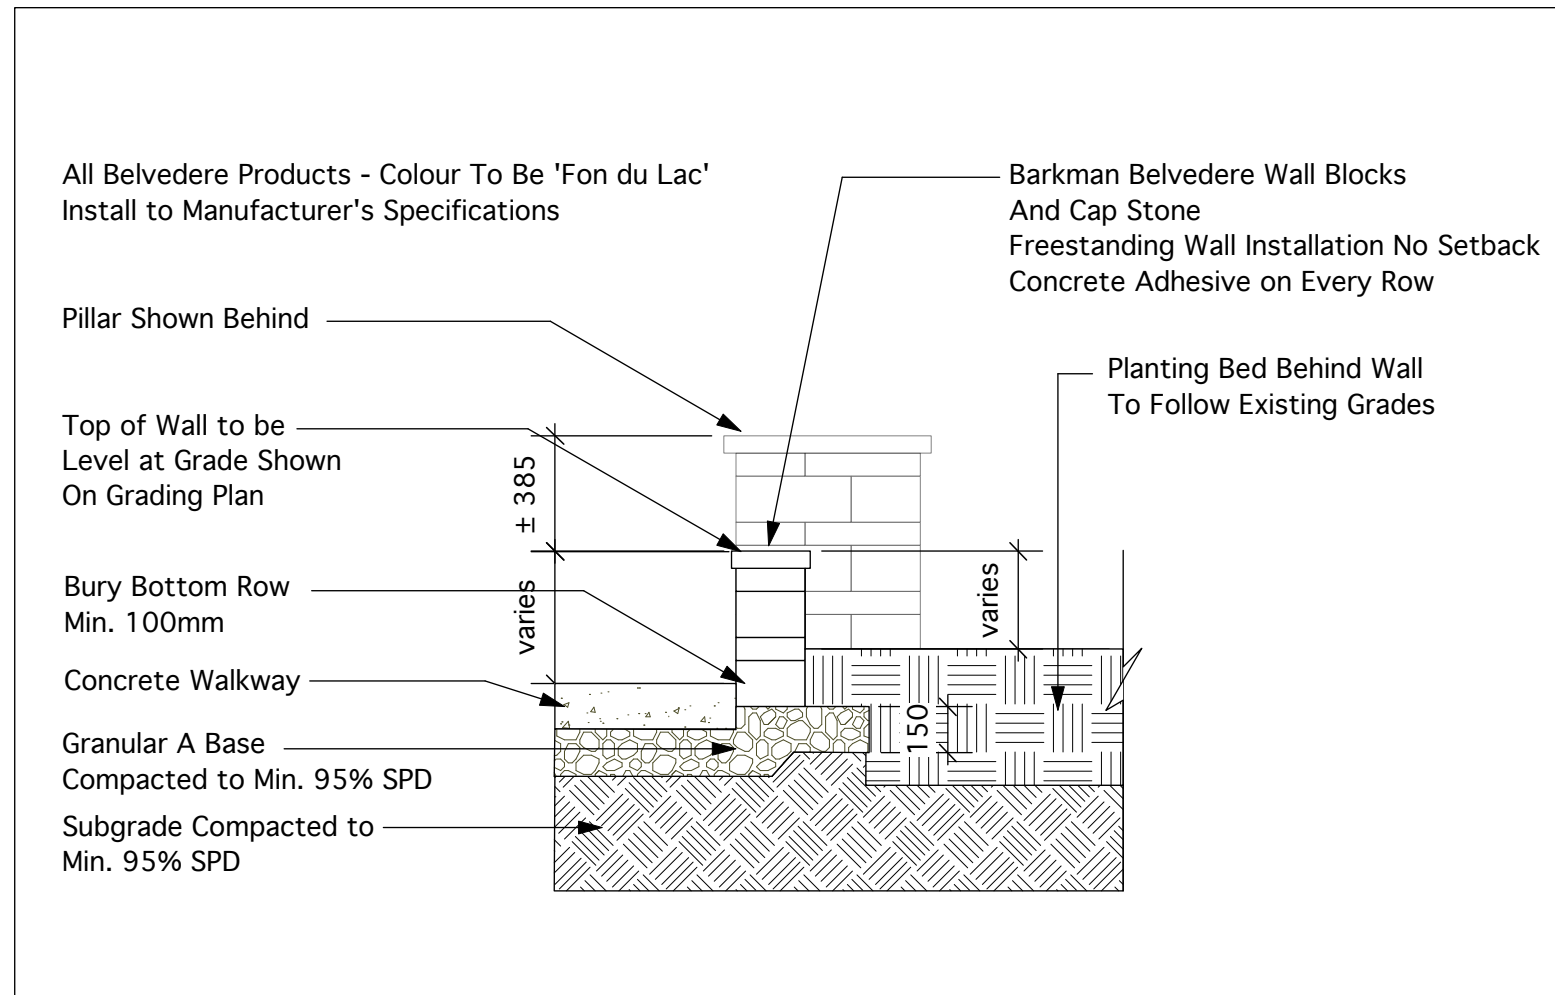 All Belvedere Products - Colour To Be 'Fon du Lac'
Install to Manufacturer's Specifications
Barkman Belvedere Wall Blocks
And Cap Stone
Freestanding Wall Installation No Setback
Concrete Adhesive on Every Row
Pillar Shown Behind
Planting Bed Behind Wall
To Follow Existing Grades
Top of Wall to be
Level at Grade Shown
On Grading Plan
± 385
Bury Bottom Row
Min. 100mm
varies
varies
Concrete Walkway
150
Granular A Base
Compacted to Min. 95% SPD
Subgrade Compacted to
Min. 95% SPD